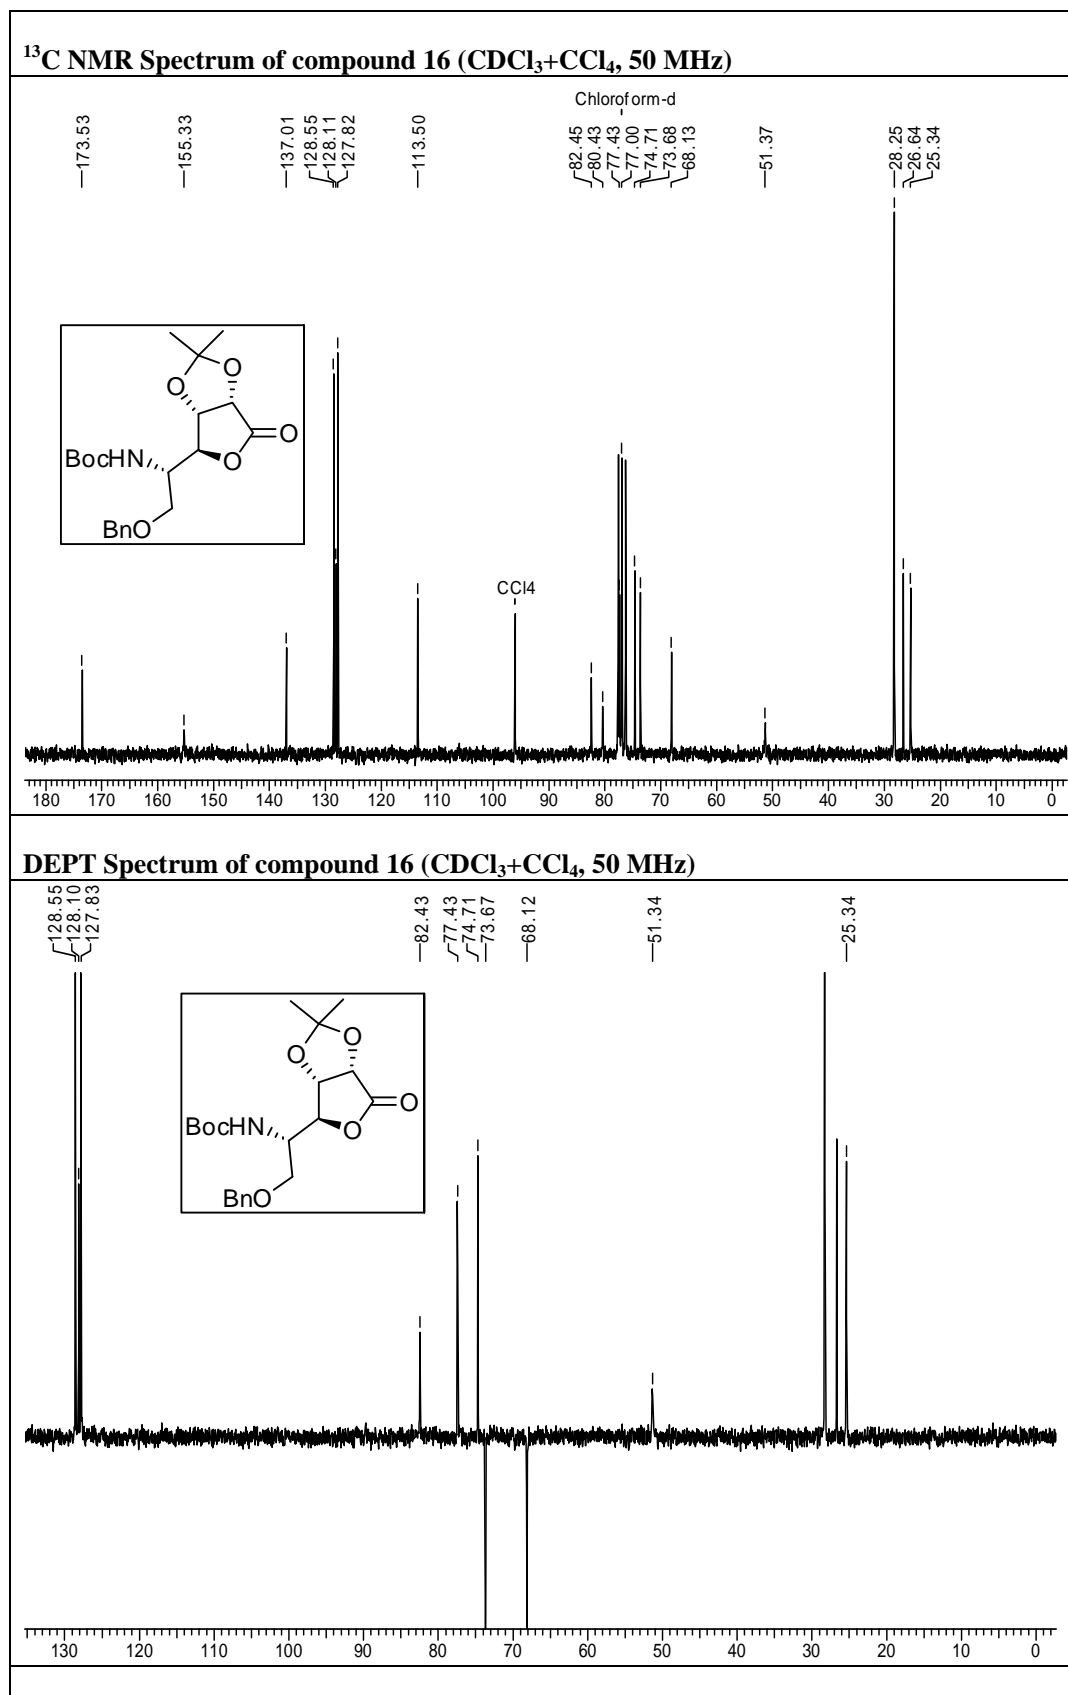 ¹³C NMR Spectrum of compound 16 (CDCl₃+CCl₄, 50 MHz)
Chloroform-d
173.53
155.33
137.01
128.55
128.11
127.82
113.50
82.45
80.43
77.43
77.00
74.71
73.68
68.13
51.37
28.25
26.64
25.34
O
O
O
BocHN
O
BnO
CCl4
180 170 160 150 140 130 120 110 100 90 80 70 60 50 40 30 20 10 0
DEPT Spectrum of compound 16 (CDCl₃+CCl₄, 50 MHz)
128.55
128.10
127.83
82.43
77.43
74.71
73.67
68.12
51.34
25.34
O
O
O
BocHN
O
BnO
130 120 110 100 90 80 70 60 50 40 30 20 10 0